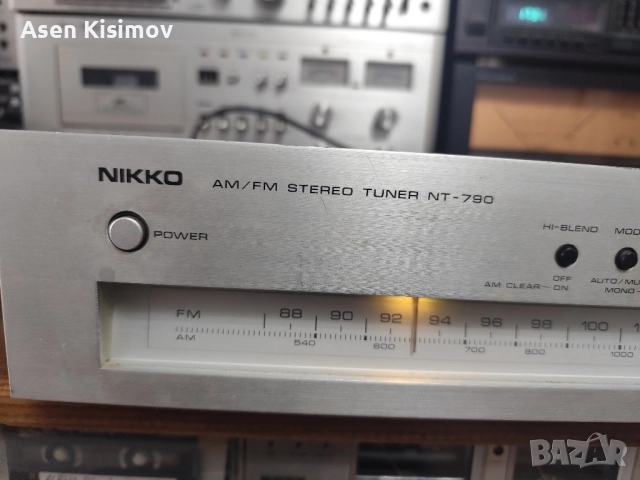 Asen Kisimov
NIKKO AM/FM STEREO TUNER NT-790
POWER
HI-BLEND
OFF
AM CLEAR — ON
AUTO/MU
MONO
FM 88 90 92 94 96 98 100
AM 540 600 700 800 1000
BAZAR